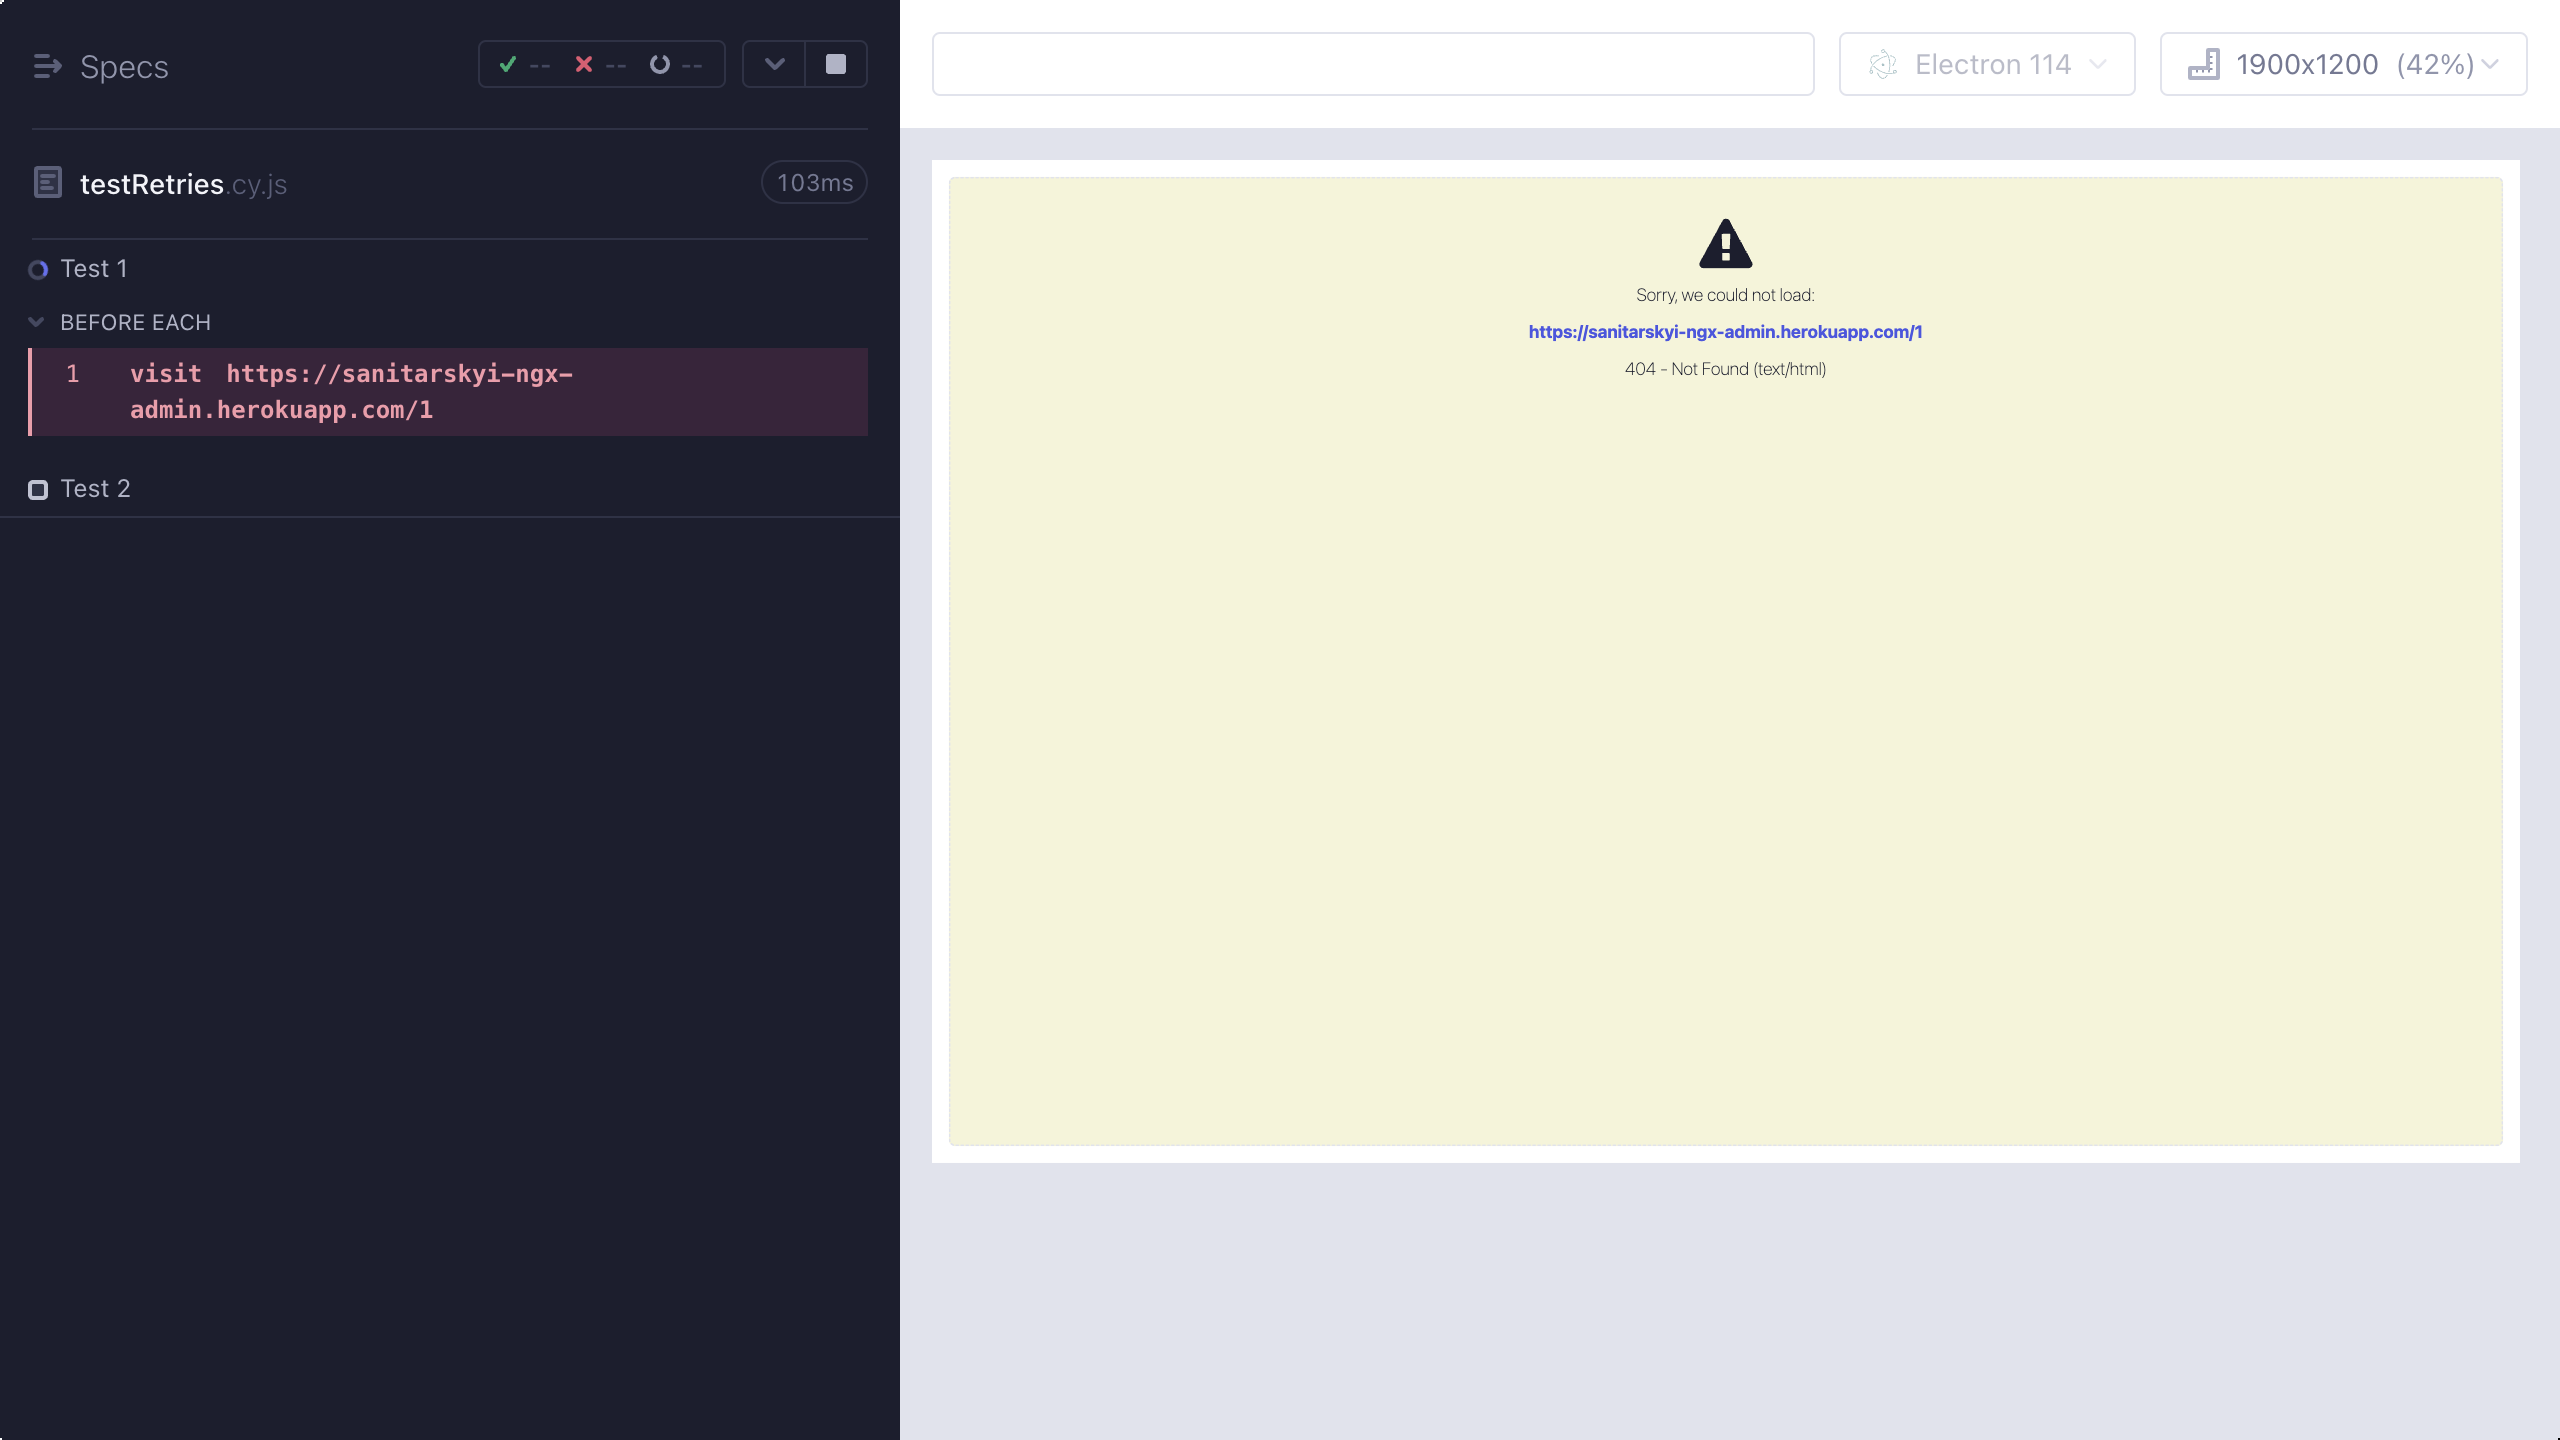 Specs
-- -- --
testRetries.cy.js
103ms
Test 1
BEFORE EACH
1 visit https://sanitarskyi-ngx-
admin.herokuapp.com/1
Test 2
Electron 114
1900x1200 (42%)
Sorry, we could not load:
https://sanitarskyi-ngx-admin.herokuapp.com/1
404 - Not Found (text/html)